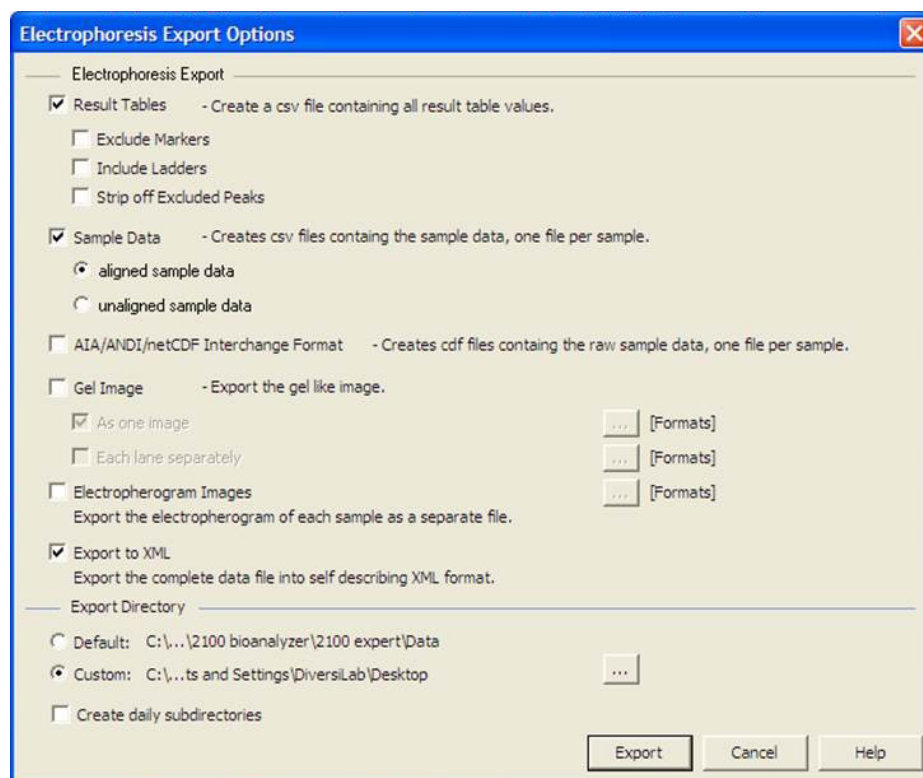 Electrophoresis Export Options
Electrophoresis Export
Result Tables - Create a csv file containing all result table values.
Exclude Markers
Include Ladders
Strip off Excluded Peaks
Sample Data - Creates csv files containg the sample data, one file per sample.
aligned sample data
unaligned sample data
AIA/ANDI/netCDF Interchange Format - Creates cdf files containg the raw sample data, one file per sample.
Gel Image - Export the gel like image.
As one image ... [Formats]
Each lane separately ... [Formats]
Electropherogram Images ... [Formats]
Export the electropherogram of each sample as a separate file.
Export to XML
Export the complete data file into self describing XML format.
Export Directory
Default: C:\...\2100 bioanalyzer\2100 expert\Data
Custom: C:\...ts and Settings\DiversiLab\Desktop ...
Create daily subdirectories
Export Cancel Help